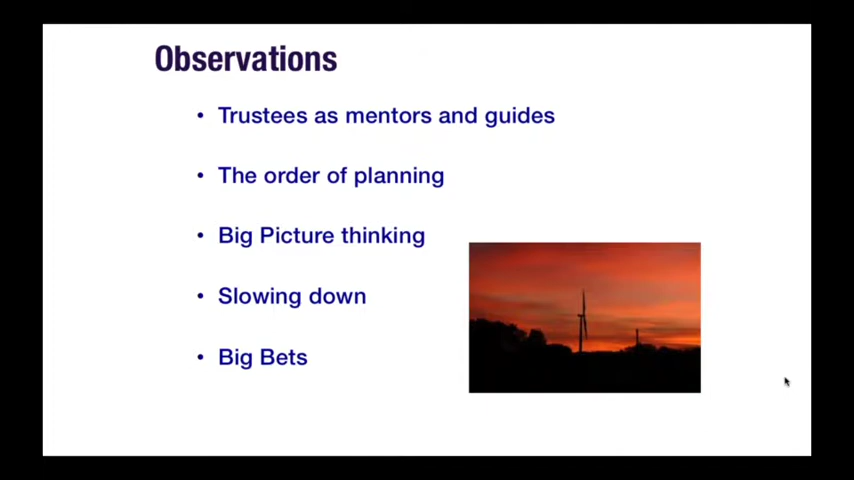 Observations
• Trustees as mentors and guides
• The order of planning
• Big Picture thinking
• Slowing down
• Big Bets